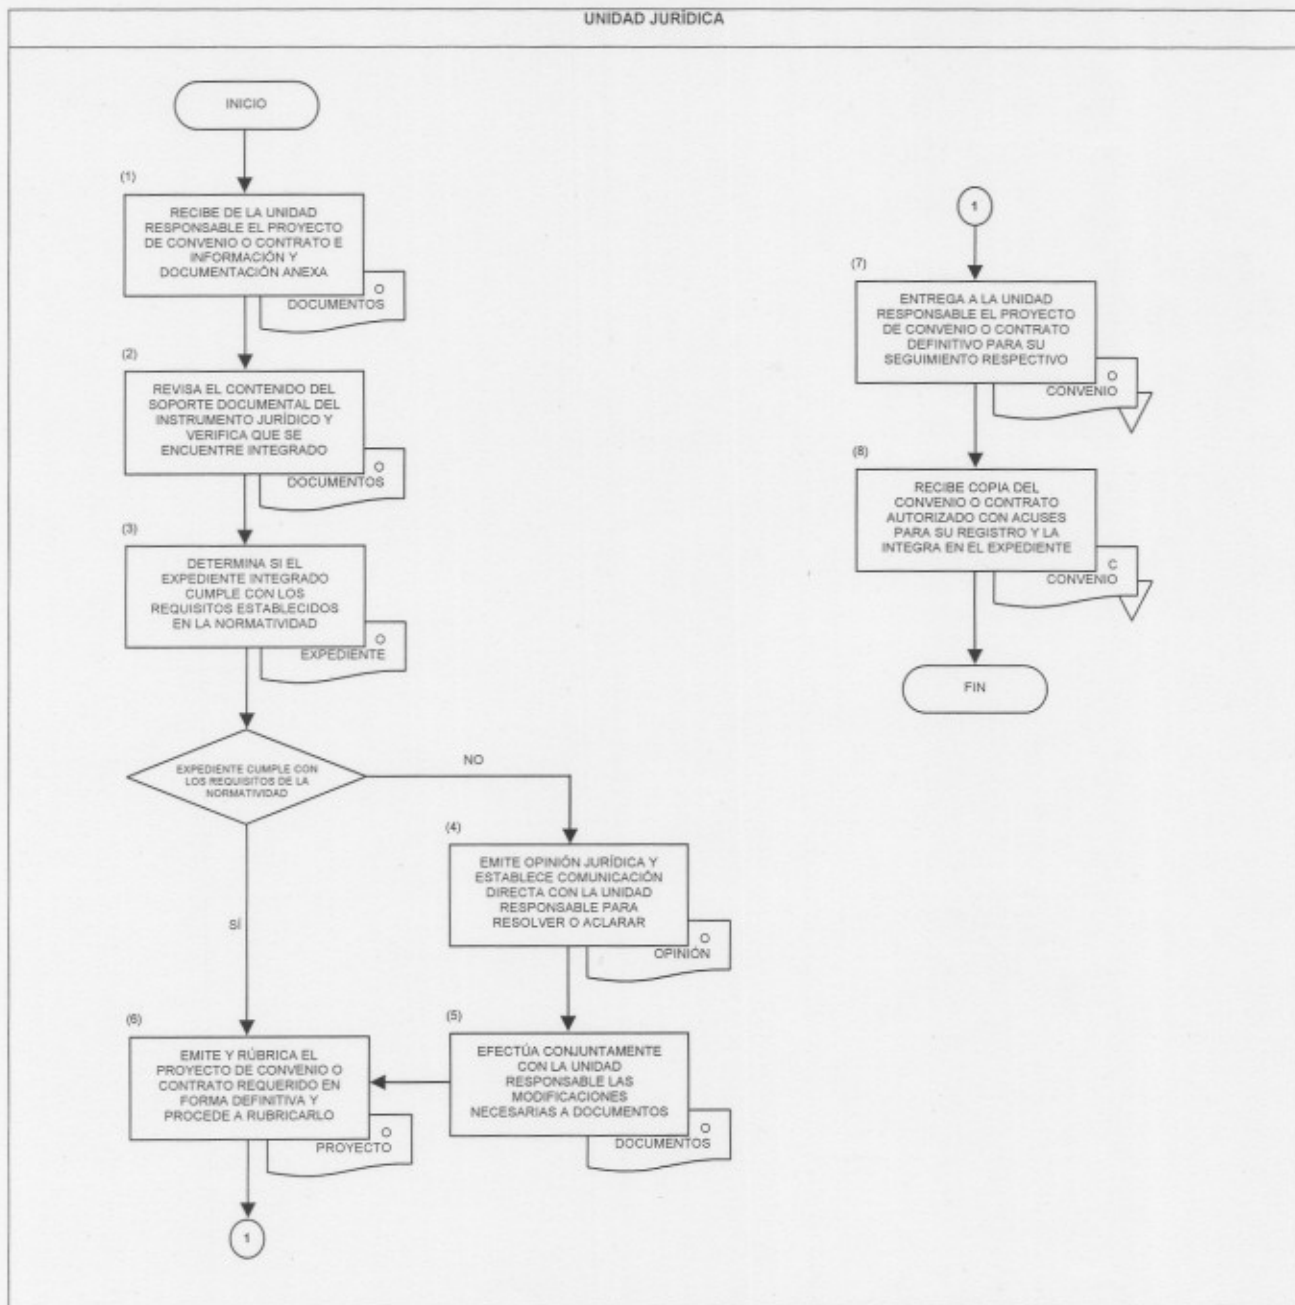 UNIDAD JURÍDICA
INICIO
(1)
RECIBE DE LA UNIDAD
RESPONSABLE EL PROYECTO
DE CONVENIO O CONTRATO E
INFORMACIÓN Y
DOCUMENTACIÓN ANEXA
O
DOCUMENTOS
(2)
REVISA EL CONTENIDO DEL
SOPORTE DOCUMENTAL DEL
INSTRUMENTO JURÍDICO Y
VERIFICA QUE SE
ENCUENTRE INTEGRADO
O
DOCUMENTOS
(3)
DETERMINA SI EL
EXPEDIENTE INTEGRADO
CUMPLE CON LOS
REQUISITOS ESTABLECIDOS
EN LA NORMATIVIDAD
O
EXPEDIENTE
EXPEDIENTE CUMPLE CON
LOS REQUISITOS DE LA
NORMATIVIDAD
NO
SÍ
(4)
EMITE OPINIÓN JURÍDICA Y
ESTABLECE COMUNICACIÓN
DIRECTA CON LA UNIDAD
RESPONSABLE PARA
RESOLVER O ACLARAR
O
OPINIÓN
(5)
EFECTÚA CONJUNTAMENTE
CON LA UNIDAD
RESPONSABLE LAS
MODIFICACIONES
NECESARIAS A DOCUMENTOS
O
DOCUMENTOS
(6)
EMITE Y RÚBRICA EL
PROYECTO DE CONVENIO O
CONTRATO REQUERIDO EN
FORMA DEFINITIVA Y
PROCEDE A RUBRICARLO
O
PROYECTO
1
1
(7)
ENTREGA A LA UNIDAD
RESPONSABLE EL PROYECTO
DE CONVENIO O CONTRATO
DEFINITIVO PARA SU
SEGUIMIENTO RESPECTIVO
O
CONVENIO
(8)
RECIBE COPIA DEL
CONVENIO O CONTRATO
AUTORIZADO CON ACUSES
PARA SU REGISTRO Y LA
INTEGRA EN EL EXPEDIENTE
C
CONVENIO
FIN